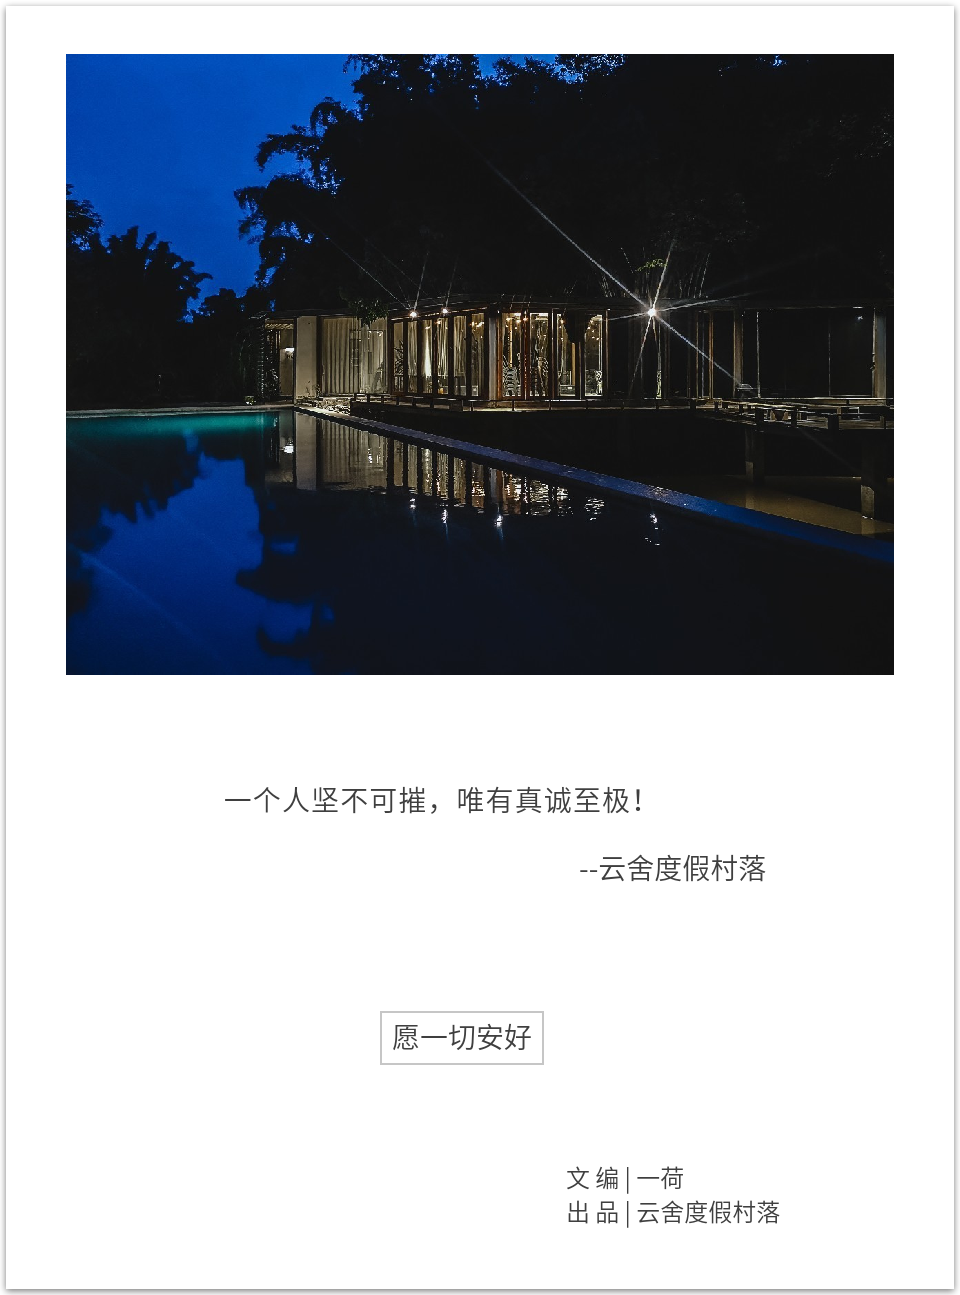 一个人坚不可摧，唯有真诚至极！
--云舍度假村落
愿一切安好
文 编 | 一荷
出 品 | 云舍度假村落